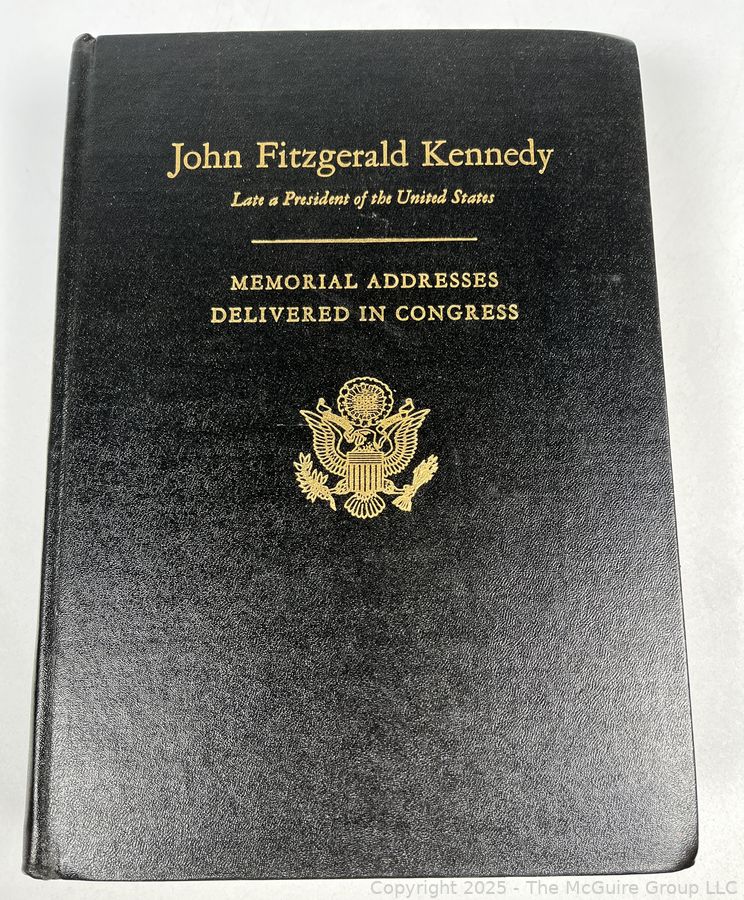 John Fitzgerald Kennedy
Late a President of the United States
MEMORIAL ADDRESSES
DELIVERED IN CONGRESS
Copyright 2025 - The McGuire Group LLC